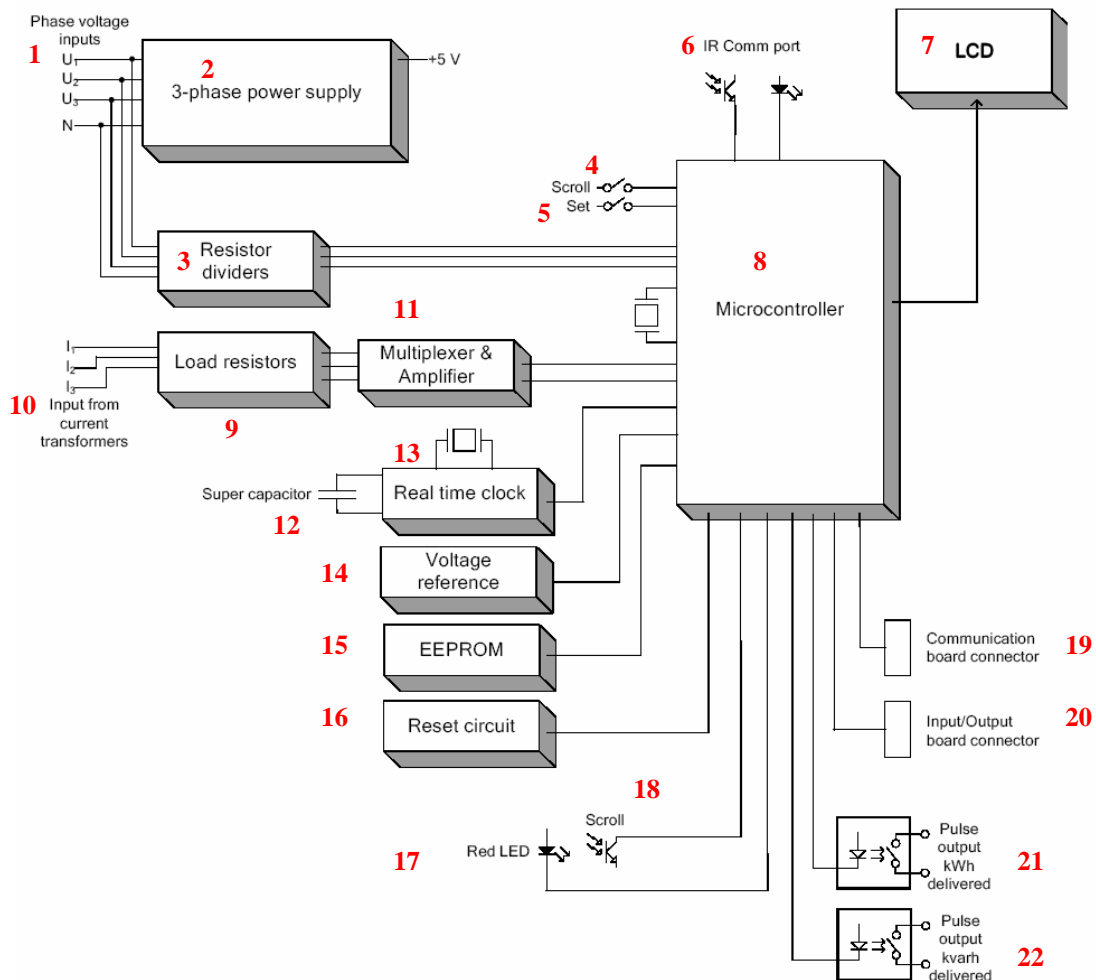 Phase voltage
inputs
1
U1
U2
U3
N
2
3-phase power supply
+5 V
6 IR Comm port
7 LCD
4
Scroll
5 Set
3 Resistor
dividers
8
Microcontroller
11
I1
I2
I3
Load resistors
Multiplexer &
Amplifier
10 Input from
current
transformers
9
13
Super capacitor
12
Real time clock
14 Voltage
reference
15 EEPROM
16 Reset circuit
Communication
board connector 19
Input/Output
board connector 20
18
Scroll
17 Red LED
Pulse
output
kWh
delivered
21
Pulse
output
kvarh
delivered
22